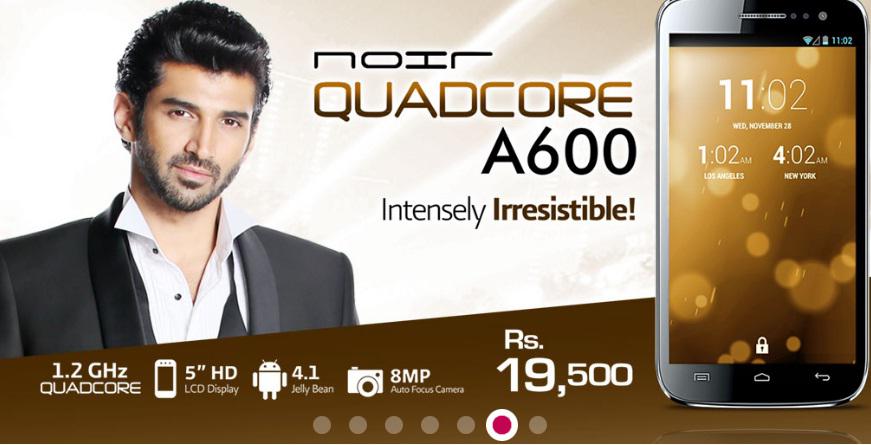 noir
QUADCORE
A600
Intensely Irresistible!
11:02
11:02
WED, NOVEMBER 28
1:02AM 4:02AM
LOS ANGELES NEW YORK
1.2 GHz
QUADCORE
5” HD
LCD Display
4.1
Jelly Bean
8MP
Auto Focus Camera
Rs.
19,500